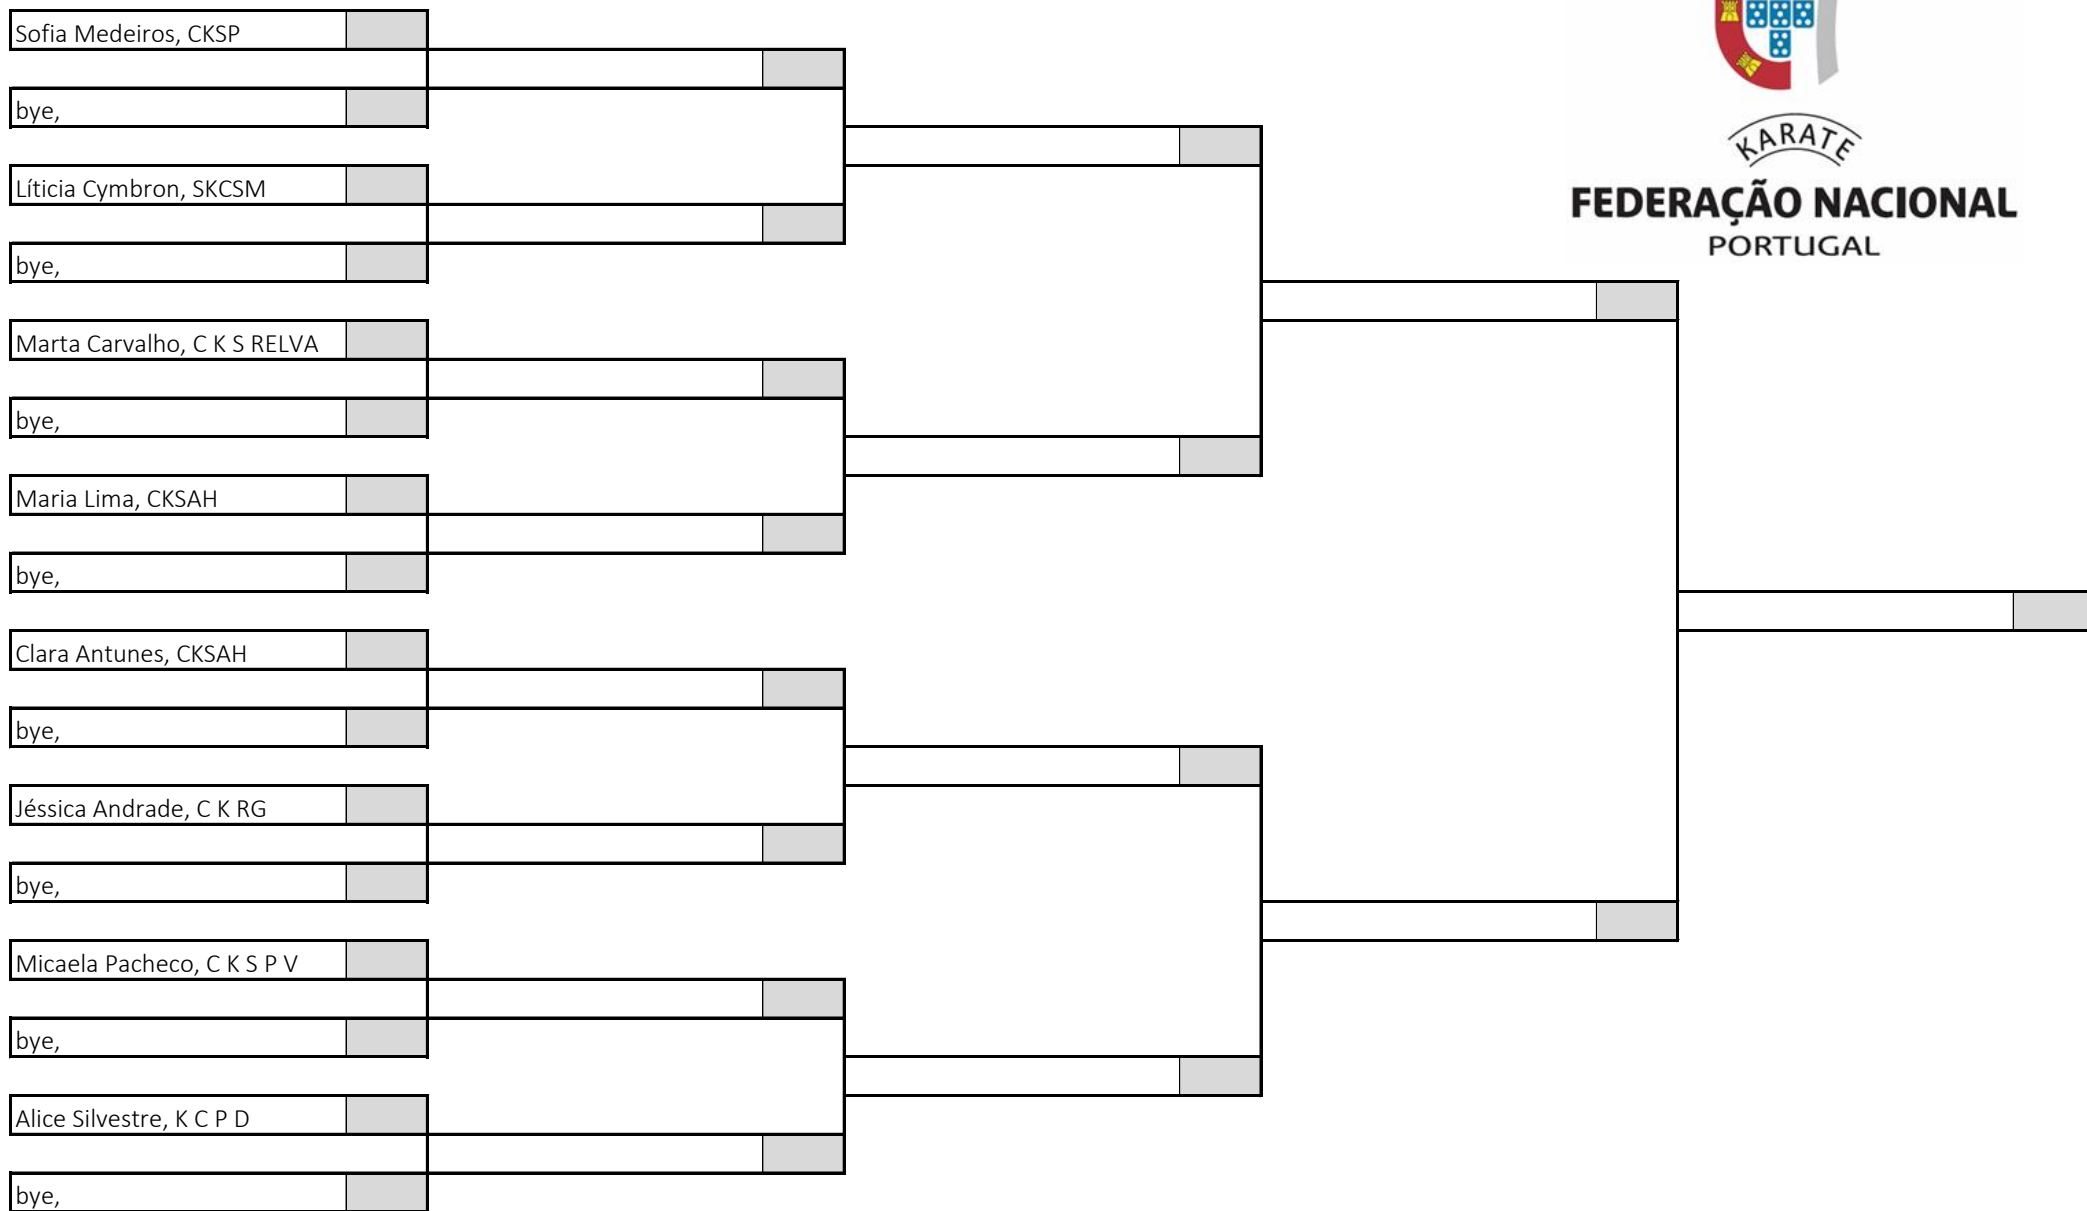 Sofia Medeiros, CKSP
bye,
KARATE
Líticia Cymbron, SKCSM
FEDERAÇÃO NACIONAL
PORTUGAL
bye,
Marta Carvalho, C K S RELVA
bye,
Maria Lima, CKSAH
bye,
Clara Antunes, CKSAH
bye,
Jéssica Andrade, C K RG
bye,
Micaela Pacheco, C K S P V
bye,
Alice Silvestre, K C P D
bye,